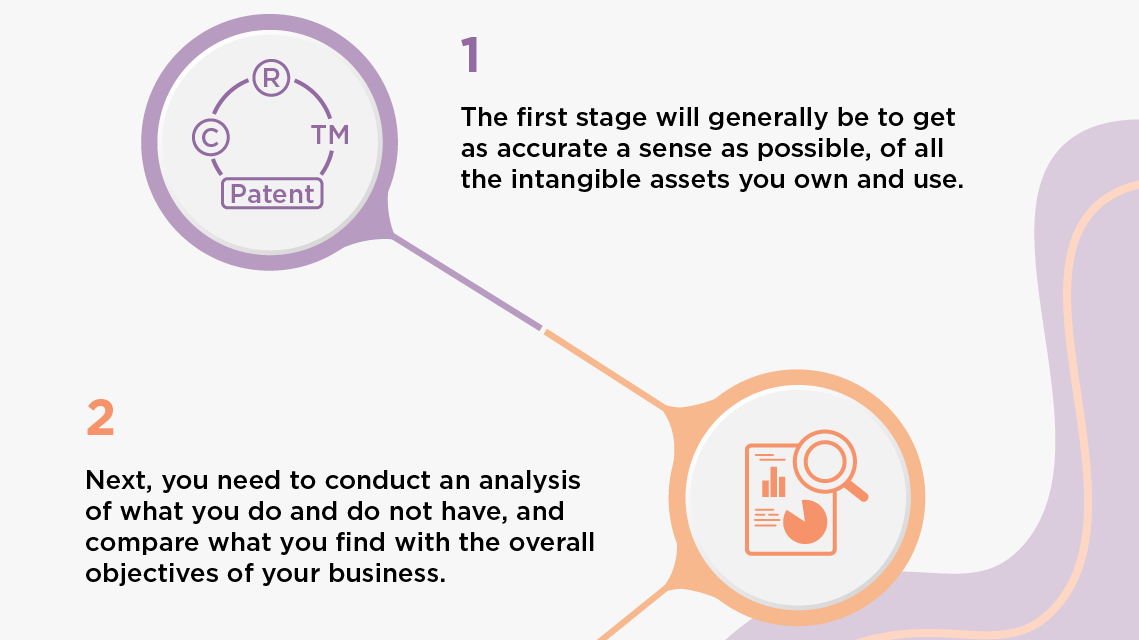 R
C
TM
Patent
1
The first stage will generally be to get
as accurate a sense as possible, of all
the intangible assets you own and use.
2
Next, you need to conduct an analysis
of what you do and do not have, and
compare what you find with the overall
objectives of your business.